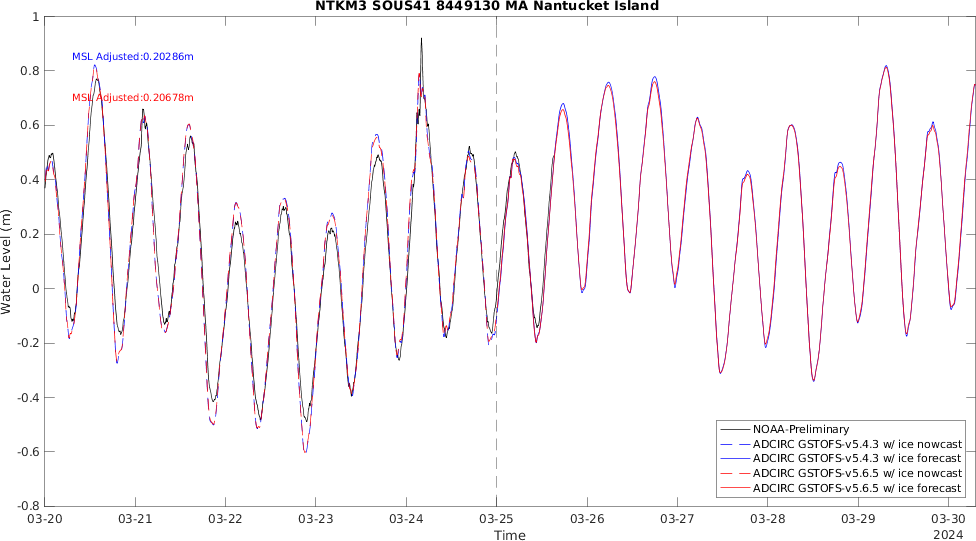 NTKM3 SOUS41 8449130 MA Nantucket Island
1
0.8
0.6
0.4
0.2
0
-0.2
-0.4
-0.6
-0.8
Water Level (m)
MSL Adjusted:0.20286m
MSL Adjusted:0.20678m
NOAA-Preliminary
ADCIRC GSTOFS-v5.4.3 w/ ice nowcast
ADCIRC GSTOFS-v5.4.3 w/ ice forecast
ADCIRC GSTOFS-v5.6.5 w/ ice nowcast
ADCIRC GSTOFS-v5.6.5 w/ ice forecast
03-20 03-21 03-22 03-23 03-24 03-25 03-26 03-27 03-28 03-29 03-30
2024
Time